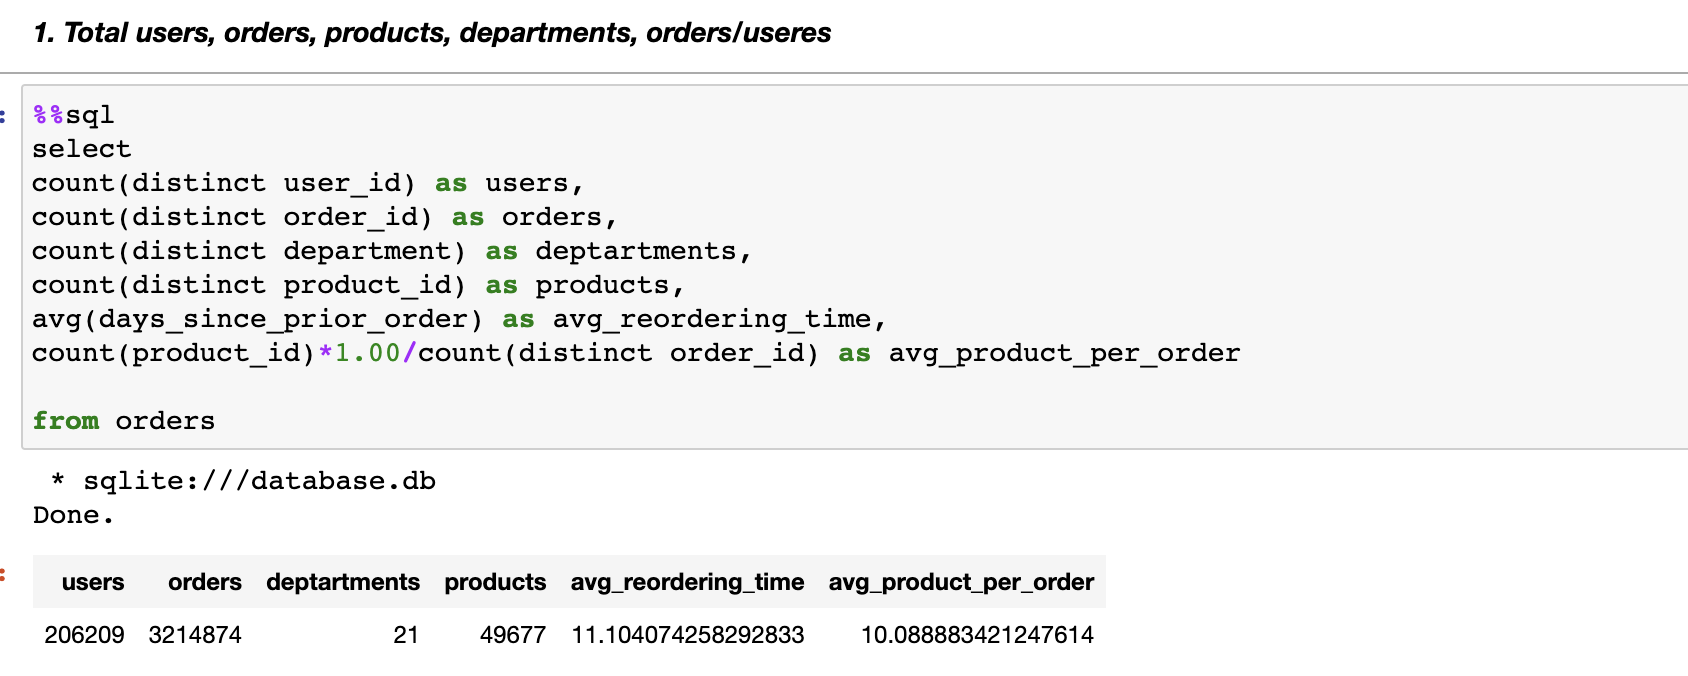 1. Total users, orders, products, departments, orders/useres
%%sql
select
count(distinct user_id) as users,
count(distinct order_id) as orders,
count(distinct department) as deptartments,
count(distinct product_id) as products,
avg(days_since_prior_order) as avg_reordering_time,
count(product_id)*1.00/count(distinct order_id) as avg_product_per_order
from orders
* sqlite:///database.db
Done.
users orders deptartments products avg_reordering_time avg_product_per_order
206209 3214874 21 49677 11.104074258292833 10.088883421247614